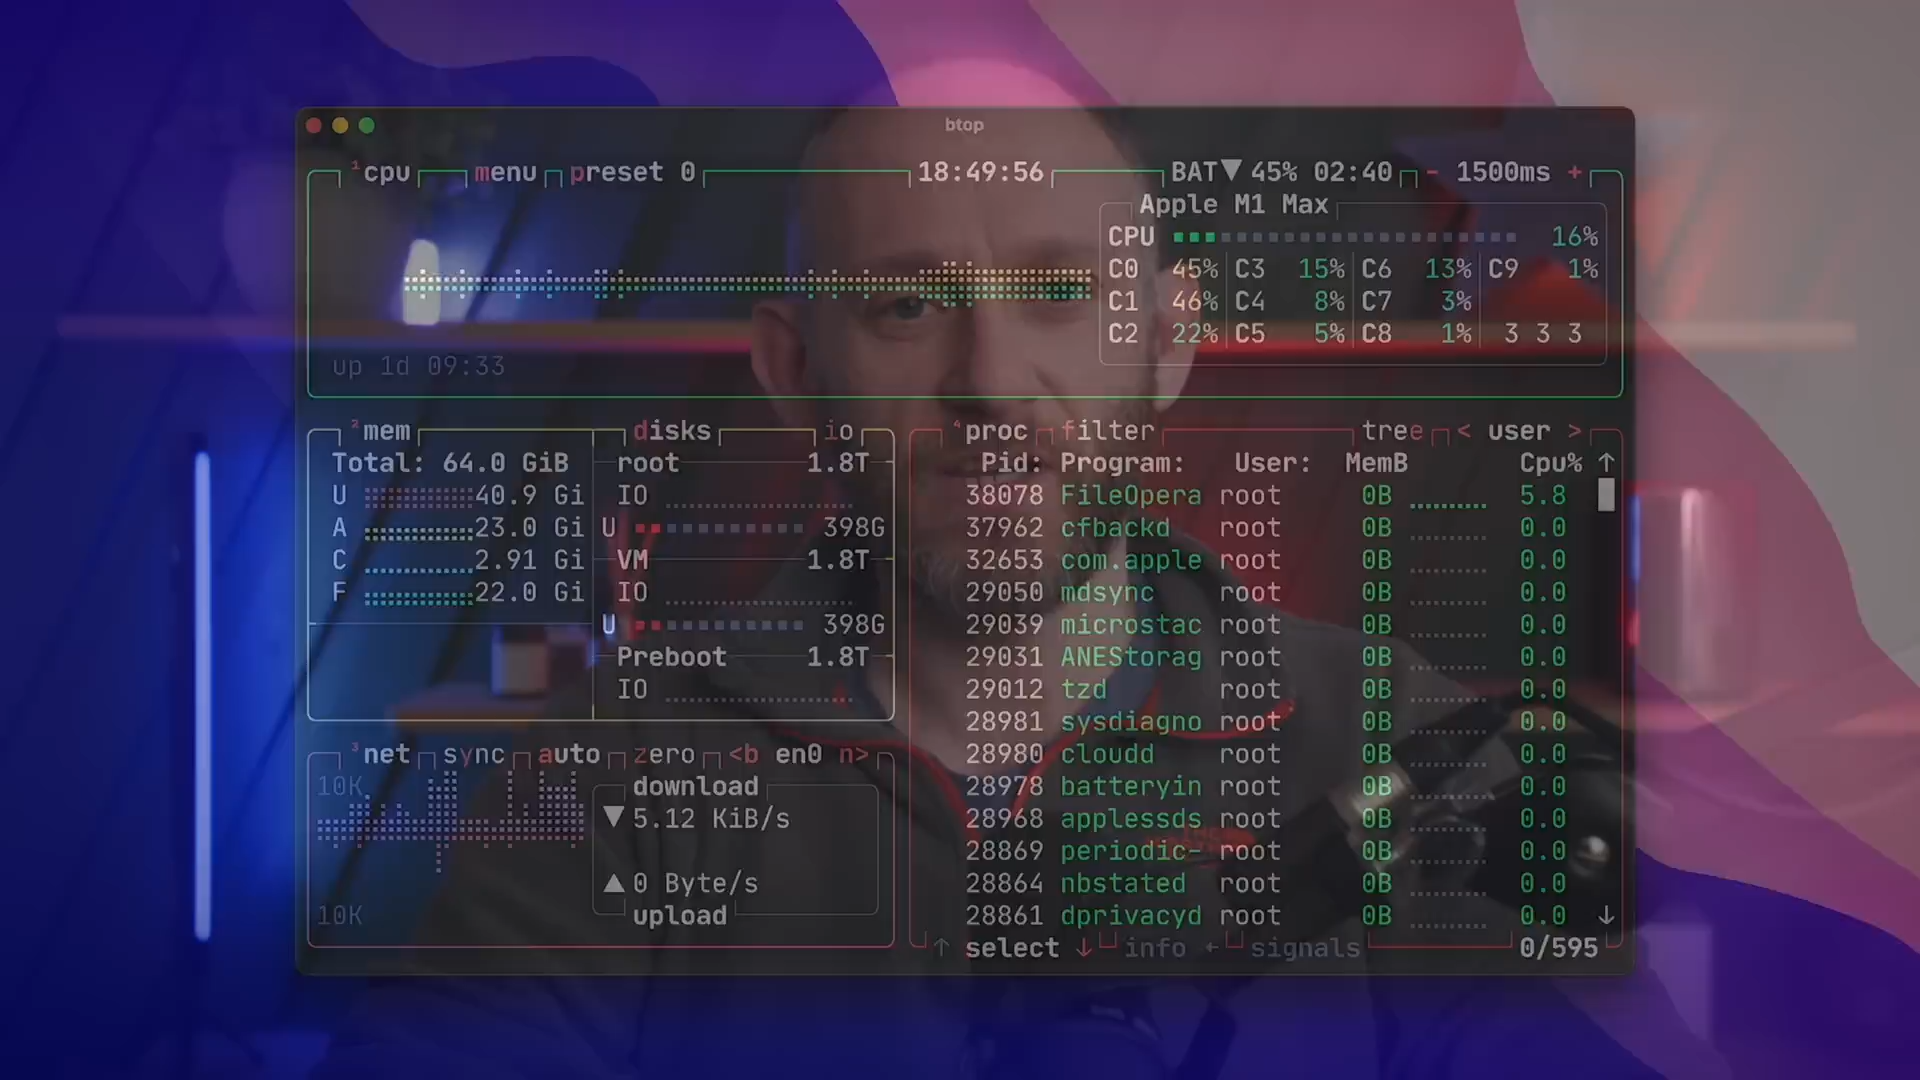 btop
¹cpu menu preset 0 18:49:56 BAT▼ 45% 02:40 - 1500ms +
Apple M1 Max
CPU 16%
C0 45% C3 15% C6 13% C9 1%
C1 46% C4 8% C7 3%
C2 22% C5 5% C8 1% 3 3 3
up 1d 09:33
²mem disks io
Total: 64.0 GiB root 1.8T
U 40.9 Gi IO
A 23.0 Gi U 398G
C 2.91 Gi VM 1.8T
F 22.0 Gi IO
U 398G
Preboot 1.8T
IO
³net sync auto zero <b en0 n>
10K download
▼ 5.12 KiB/s
▲ 0 Byte/s
10K upload
⁴proc filter tree < user >
Pid: Program: User: MemB Cpu% ↑
38078 FileOpera root 0B 5.8
37962 cfbackd root 0B 0.0
32653 com.apple root 0B 0.0
29050 mdsync root 0B 0.0
29039 microstac root 0B 0.0
29031 ANEStorag root 0B 0.0
29012 tzd root 0B 0.0
28981 sysdiagno root 0B 0.0
28980 cloudd root 0B 0.0
28978 batteryin root 0B 0.0
28968 applessds root 0B 0.0
28869 periodic- root 0B 0.0
28864 nbstated root 0B 0.0
28861 dprivacyd root 0B 0.0 ↓
↑ select ↓ info ← signals 0/595